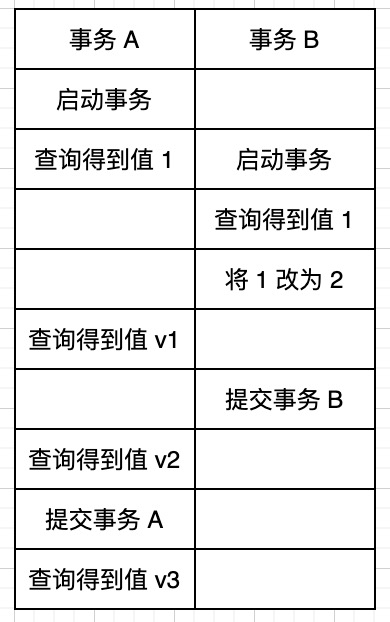 事务 A 事务 B
启动事务
查询得到值 1 启动事务
查询得到值 1
将 1 改为 2
查询得到值 v1
提交事务 B
查询得到值 v2
提交事务 A
查询得到值 v3